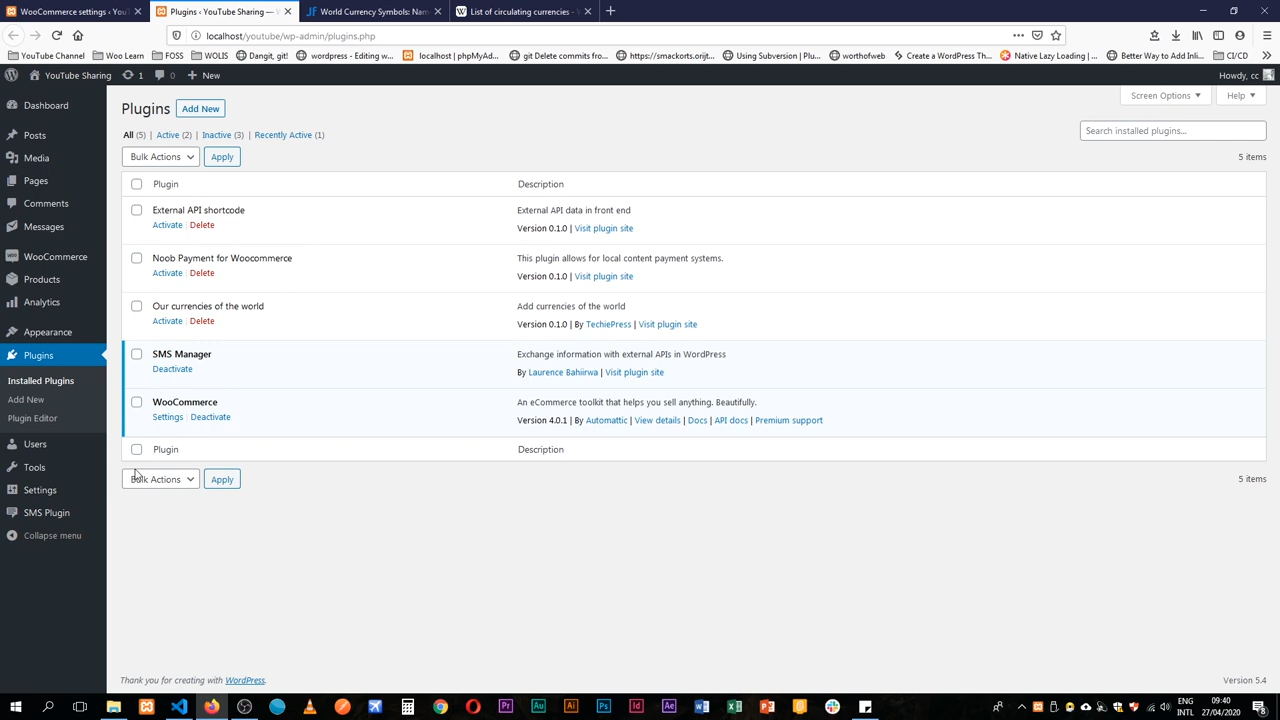 WooCommerce settings ‹ You
Plugins ‹ YouTube Sharing —
World Currency Symbols: Nam
List of circulating currencies -
localhost/youtube/wp-admin/plugins.php
YouTube Channel
Woo Learn
FOSS
WOLIS
Dangit, git!
wordpress - Editing w...
localhost | phpMyAd...
git Delete commits fro...
https://smackorts.orijt...
Using Subversion | Plu...
worthofweb
Create a WordPress Th...
Native Lazy Loading | ...
Better Way to Add Inli...
CI/CD
YouTube Sharing
1
0
+ New
Howdy, cc
Dashboard
Posts
Media
Pages
Comments
Messages
WooCommerce
Products
Analytics
Appearance
Plugins
Installed Plugins
Add New
Plugin Editor
Users
Tools
Settings
SMS Plugin
Collapse menu
Screen Options
Help
Plugins
Add New
All (5) | Active (2) | Inactive (3) | Recently Active (1)
Search installed plugins...
Bulk Actions
Apply
5 items
Plugin
Description
External API shortcode
Activate | Delete
External API data in front end
Version 0.1.0 | Visit plugin site
Noob Payment for Woocommerce
Activate | Delete
This plugin allows for local content payment systems.
Version 0.1.0 | Visit plugin site
Our currencies of the world
Activate | Delete
Add currencies of the world
Version 0.1.0 | By TechiePress | Visit plugin site
SMS Manager
Deactivate
Exchange information with external APIs in WordPress
By Laurence Bahiirwa | Visit plugin site
WooCommerce
Settings | Deactivate
An eCommerce toolkit that helps you sell anything. Beautifully.
Version 4.0.1 | By Automattic | View details | Docs | API docs | Premium support
Plugin
Description
Bulk Actions
Apply
5 items
Thank you for creating with WordPress.
Version 5.4
Pr
Au
Ai
Ps
Id
Ae
ENG
INTL
09:40
27/04/2020